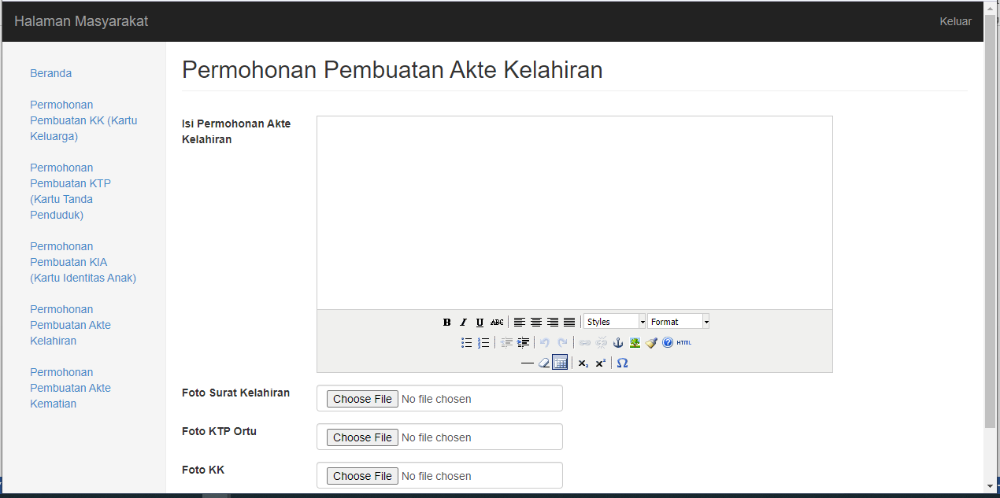 Halaman Masyarakat
Keluar
Beranda
Permohonan
Pembuatan KK (Kartu
Keluarga)
Permohonan
Pembuatan KTP
(Kartu Tanda
Penduduk)
Permohonan
Pembuatan KIA
(Kartu Identitas Anak)
Permohonan
Pembuatan Akte
Kelahiran
Permohonan
Pembuatan Akte
Kematian
Permohonan Pembuatan Akte Kelahiran
Isi Permohonan Akte
Kelahiran
B I U ABC Styles Format
HTML
x₂ x² Ω
Foto Surat Kelahiran
Choose File No file chosen
Foto KTP Ortu
Choose File No file chosen
Foto KK
Choose File No file chosen